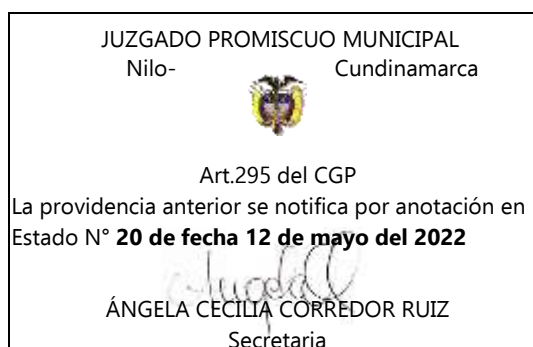 JUZGADO PROMISCUO MUNICIPAL
Nilo- Cundinamarca
Art.295 del CGP
La providencia anterior se notifica por anotación en
Estado N° 20 de fecha 12 de mayo del 2022
ÁNGELA CECILIA CORREDOR RUIZ
Secretaria